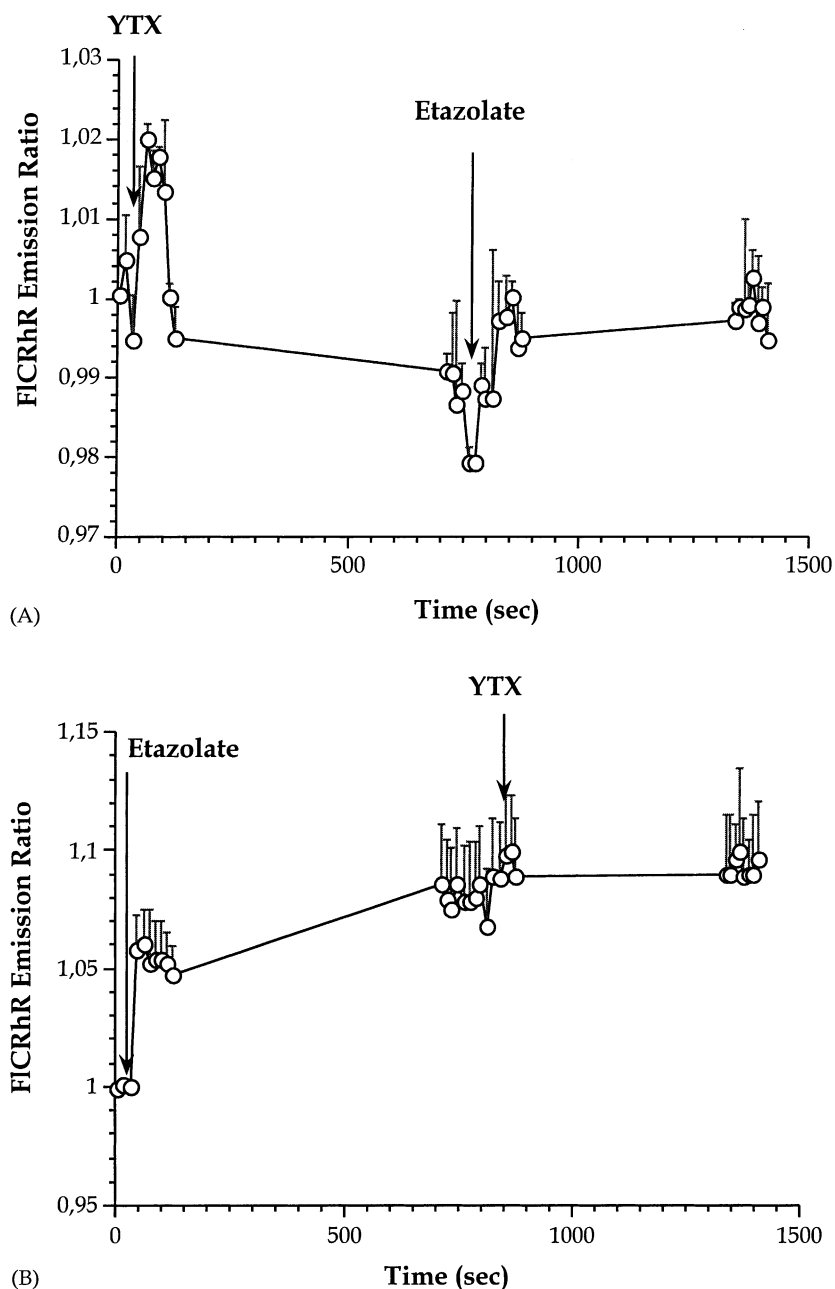 YTX
1,03
1,02
1,01
1
0,99
0,98
0,97
FlCRhR Emission Ratio
Etazolate
0
500
1000
1500
Time (sec)
(A)
YTX
1,15
1,1
1,05
1
0,95
FlCRhR Emission Ratio
Etazolate
0
500
1000
1500
Time (sec)
(B)